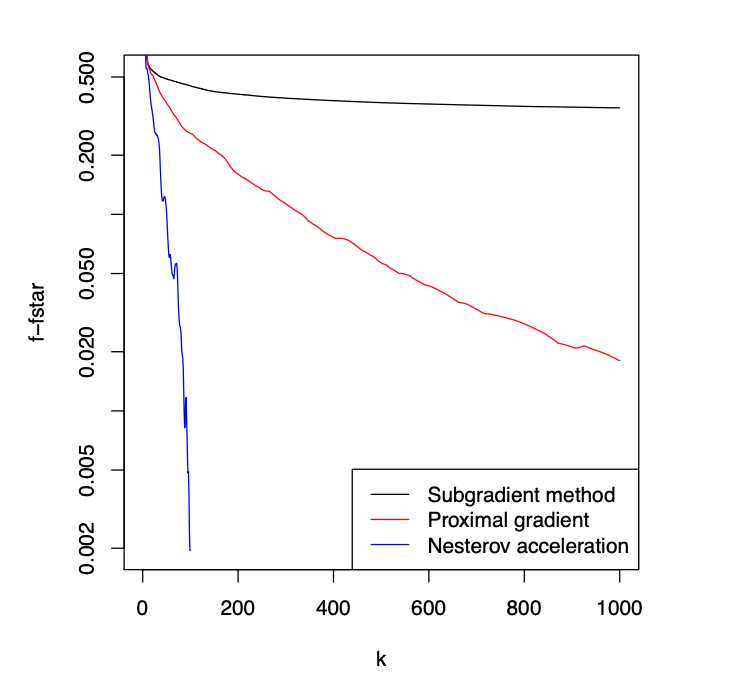 0.500
0.200
0.050
0.020
0.005
0.002
f−fstar
0
200
400
600
800
1000
k
Subgradient method
Proximal gradient
Nesterov acceleration